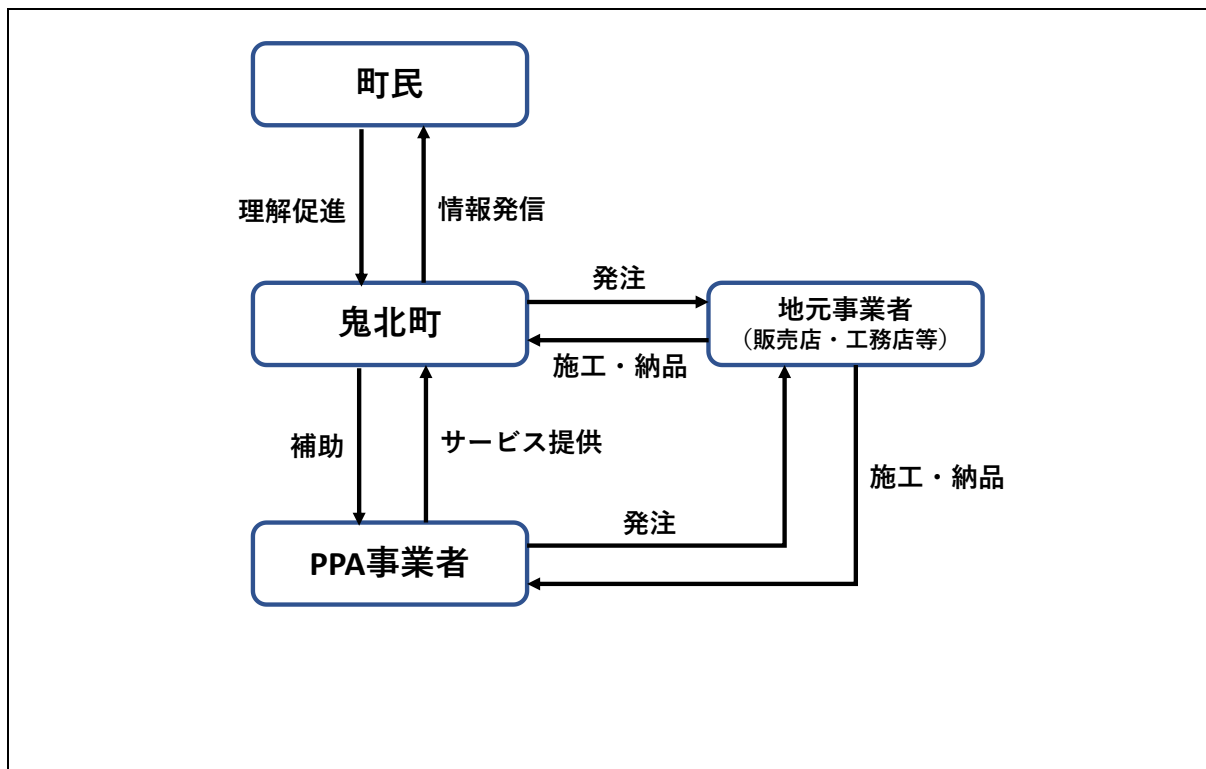 町民
理解促進
情報発信
発注
鬼北町
地元事業者
（販売店・工務店等）
施工・納品
補助
サービス提供
施工・納品
発注
PPA事業者